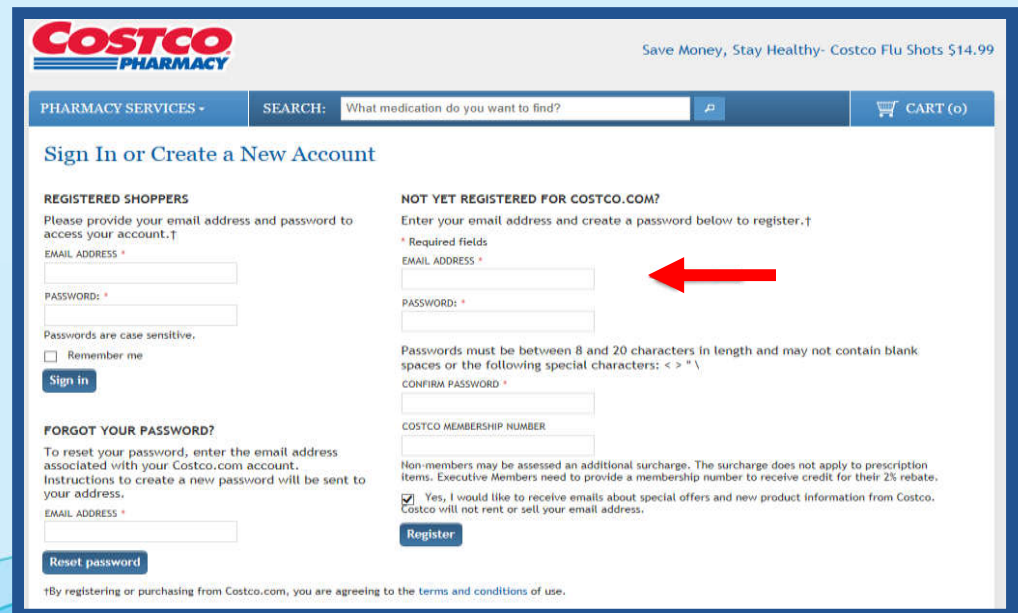 COSTCO
PHARMACY
Save Money, Stay Healthy- Costco Flu Shots $14.99
PHARMACY SERVICES
SEARCH:
What medication do you want to find?
CART (0)
Sign In or Create a New Account
REGISTERED SHOPPERS
Please provide your email address and password to
access your account.†
EMAIL ADDRESS *
PASSWORD: *
Passwords are case sensitive.
Remember me
Sign in
FORGOT YOUR PASSWORD?
To reset your password, enter the email address
associated with your Costco.com account.
Instructions to create a new password will be sent to
your address.
EMAIL ADDRESS *
Reset password
NOT YET REGISTERED FOR COSTCO.COM?
Enter your email address and create a password below to register.†
* Required fields
EMAIL ADDRESS *
PASSWORD: *
Passwords must be between 8 and 20 characters in length and may not contain blank
spaces or the following special characters: < > " \
CONFIRM PASSWORD *
COSTCO MEMBERSHIP NUMBER
Non-members may be assessed an additional surcharge. The surcharge does not apply to prescription
items. Executive Members need to provide a membership number to receive credit for their 2% rebate.
Yes, I would like to receive emails about special offers and new product information from Costco.
Costco will not rent or sell your email address.
Register
†By registering or purchasing from Costco.com, you are agreeing to the terms and conditions of use.